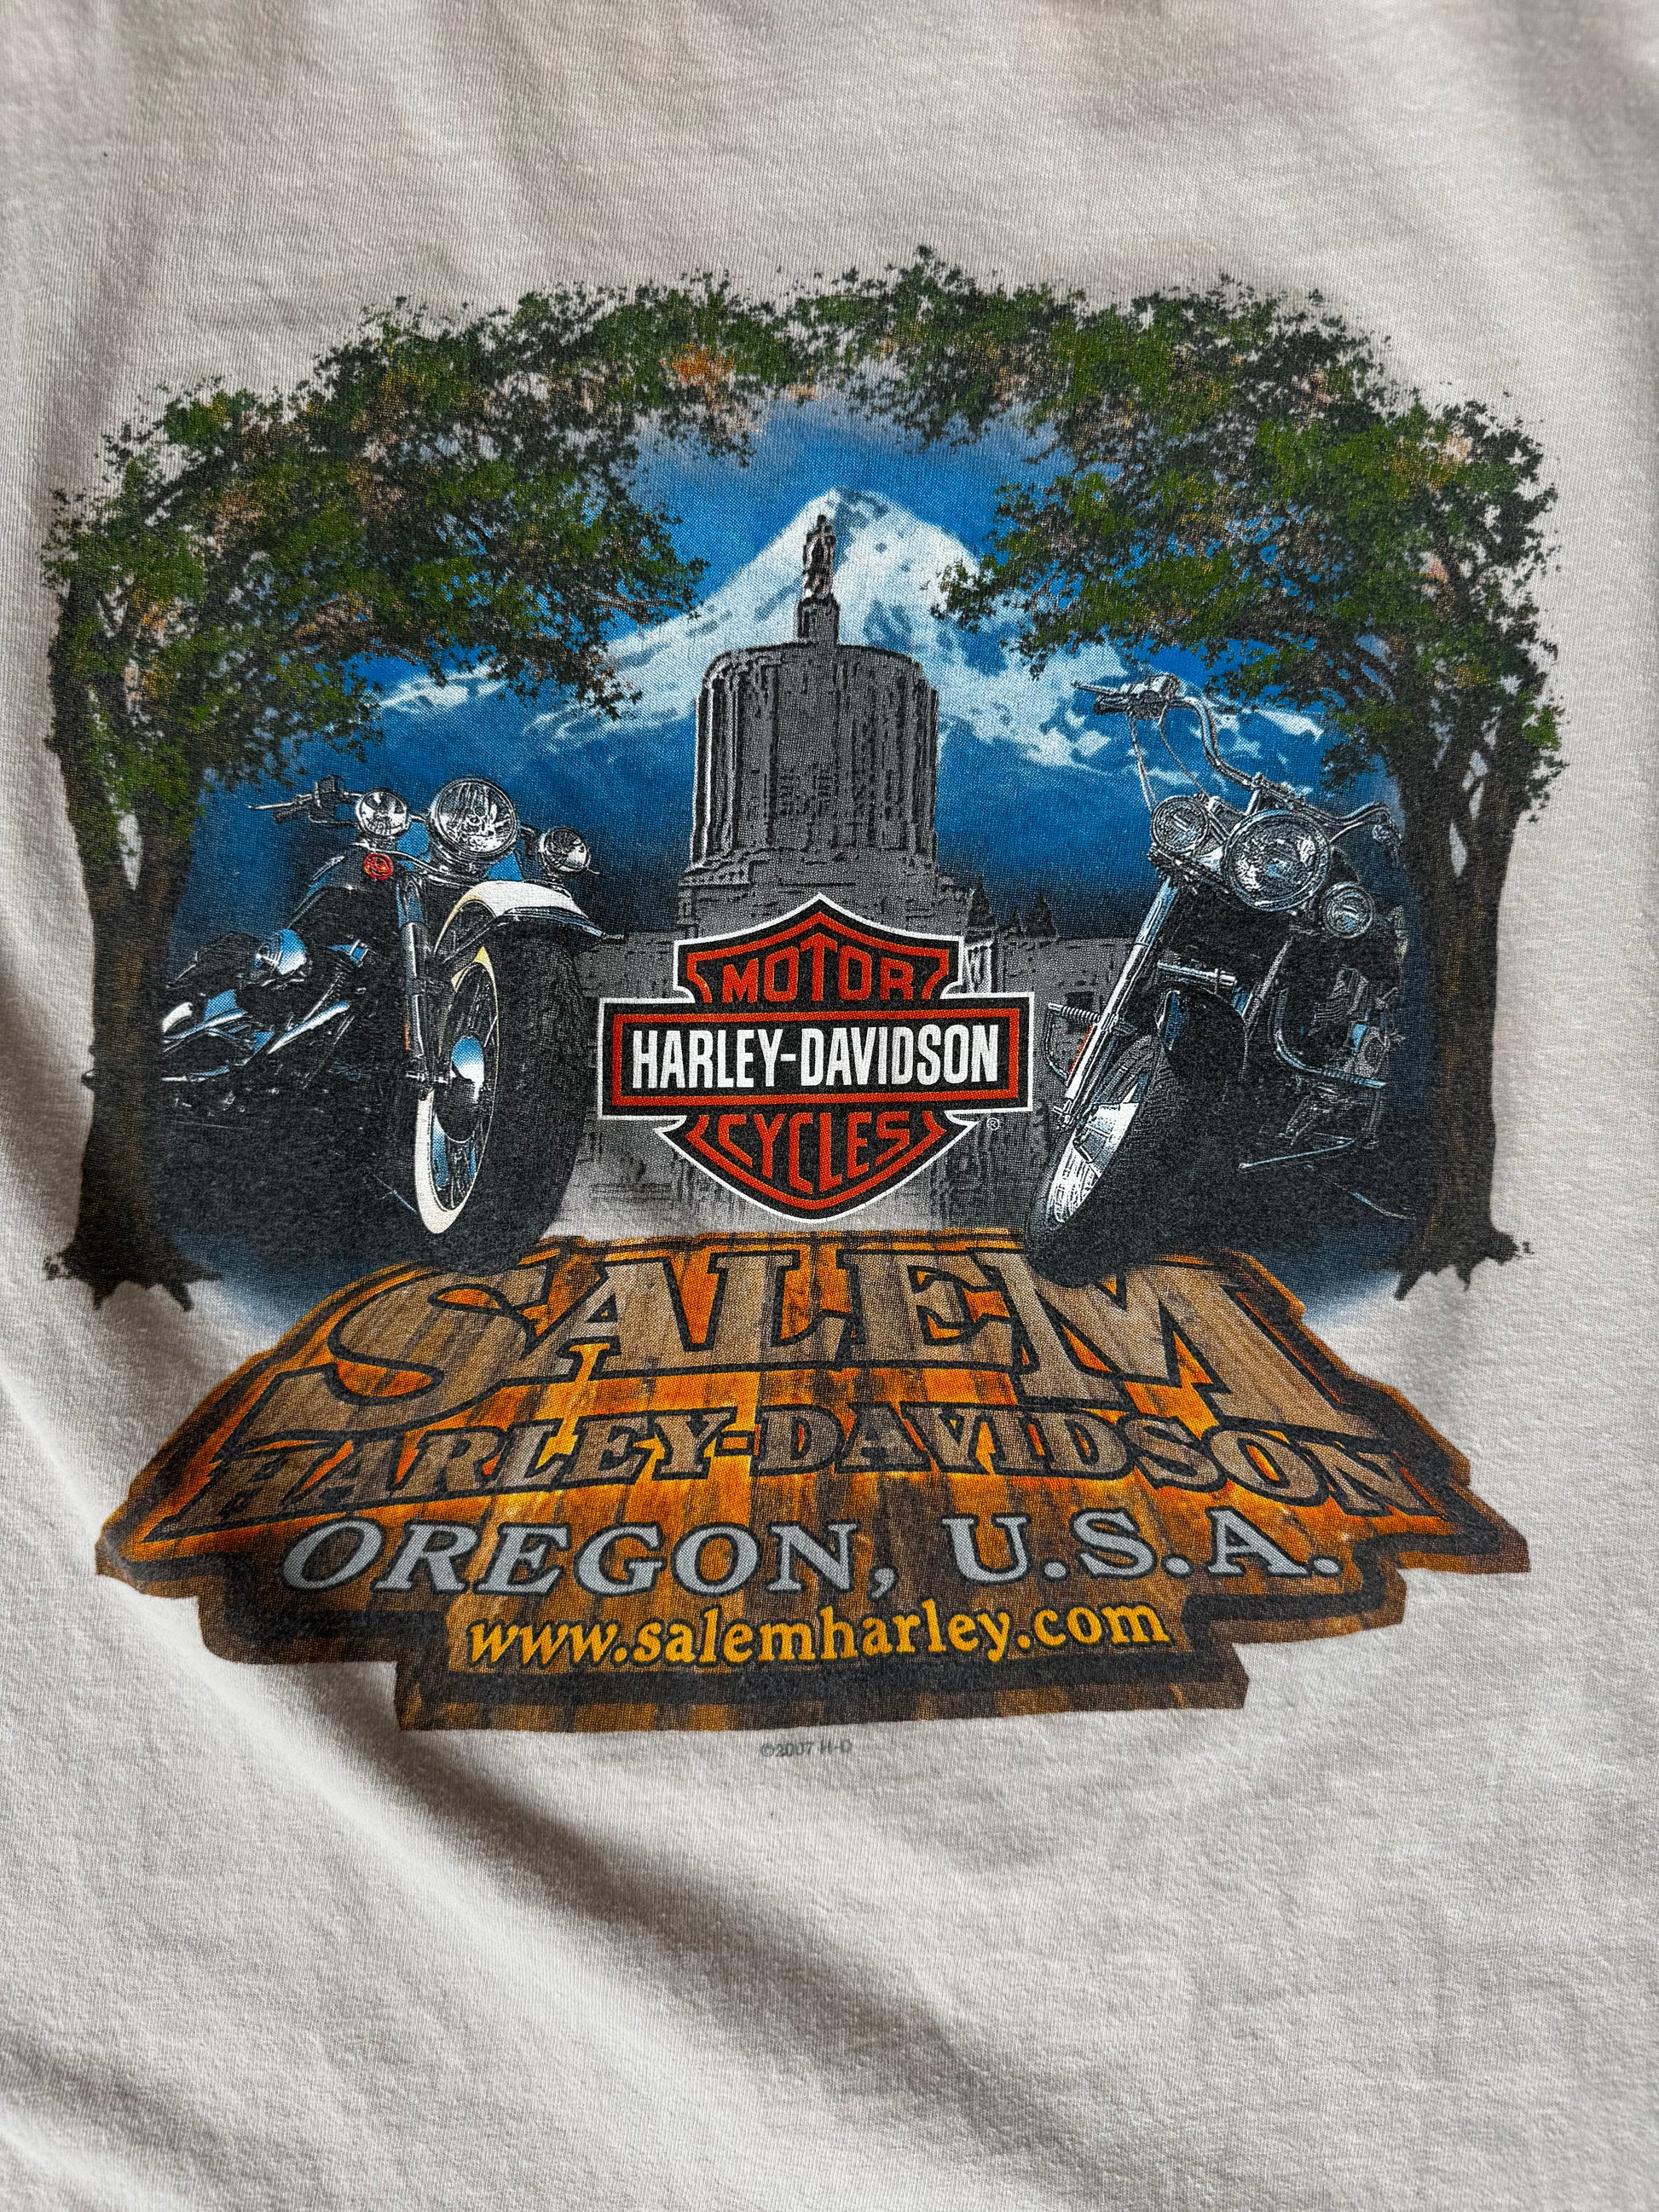 MOTOR
HARLEY-DAVIDSON
CYCLES
®
SALEM
HARLEY-DAVIDSON
OREGON, U.S.A.
www.salemharley.com
©2007 H-D